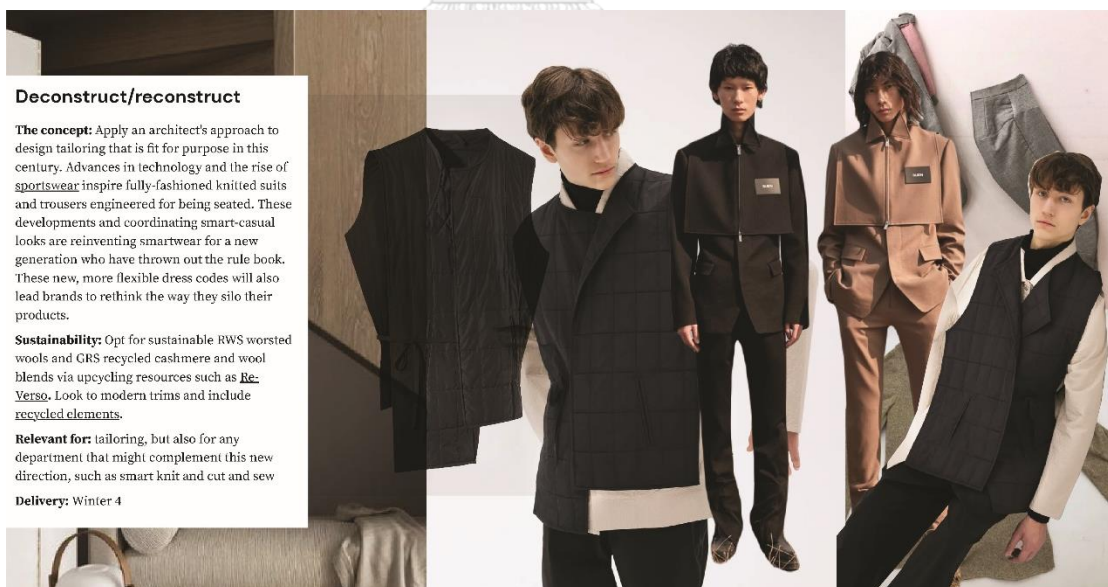 Deconstruct/reconstruct
The concept: Apply an architect's approach to
design tailoring that is fit for purpose in this
century. Advances in technology and the rise of
sportswear inspire fully-fashioned knitted suits
and trousers engineered for being seated. These
developments and coordinating smart-casual
looks are reinventing smartwear for a new
generation who have thrown out the rule book.
These new, more flexible dress codes will also
lead brands to rethink the way they silo their
products.
Sustainability: Opt for sustainable RWS worsted
wools and GRS recycled cashmere and wool
blends via upcycling resources such as Re-
Verso. Look to modern trims and include
recycled elements.
Relevant for: tailoring, but also for any
department that might complement this new
direction, such as smart knit and cut and sew
Delivery: Winter 4